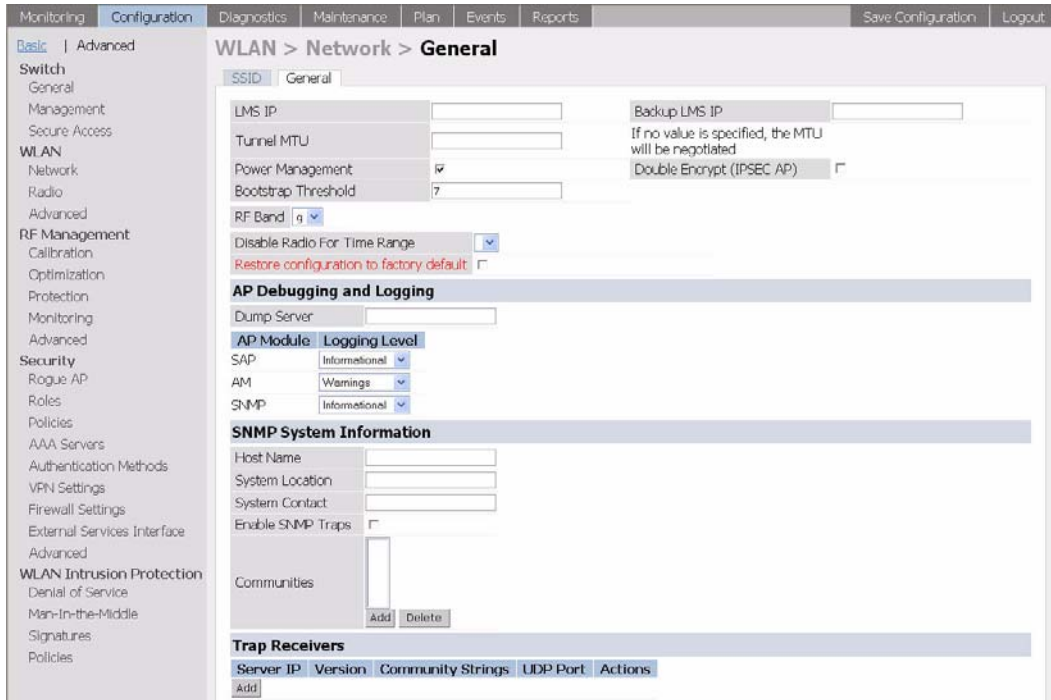 Monitoring Configuration Diagnostics Maintenance Plan Events Reports Save Configuration Logout
Basic | Advanced
Switch
General
Management
Secure Access
WLAN
Network
Radio
Advanced
RF Management
Calibration
Optimization
Protection
Monitoring
Advanced
Security
Rogue AP
Roles
Policies
AAA Servers
Authentication Methods
VPN Settings
Firewall Settings
External Services Interface
Advanced
WLAN Intrusion Protection
Denial of Service
Man-In-the-Middle
Signatures
Policies
WLAN > Network > General
SSID General
LMS IP Backup LMS IP
Tunnel MTU If no value is specified, the MTU
will be negotiated
Power Management Double Encrypt (IPSEC AP)
Bootstrap Threshold 7
RF Band g
Disable Radio For Time Range
Restore configuration to factory default
AP Debugging and Logging
Dump Server
AP Module Logging Level
SAP Informational
AM Warnings
SNMP Informational
SNMP System Information
Host Name
System Location
System Contact
Enable SNMP Traps
Communities
Add Delete
Trap Receivers
Server IP Version Community Strings UDP Port Actions
Add